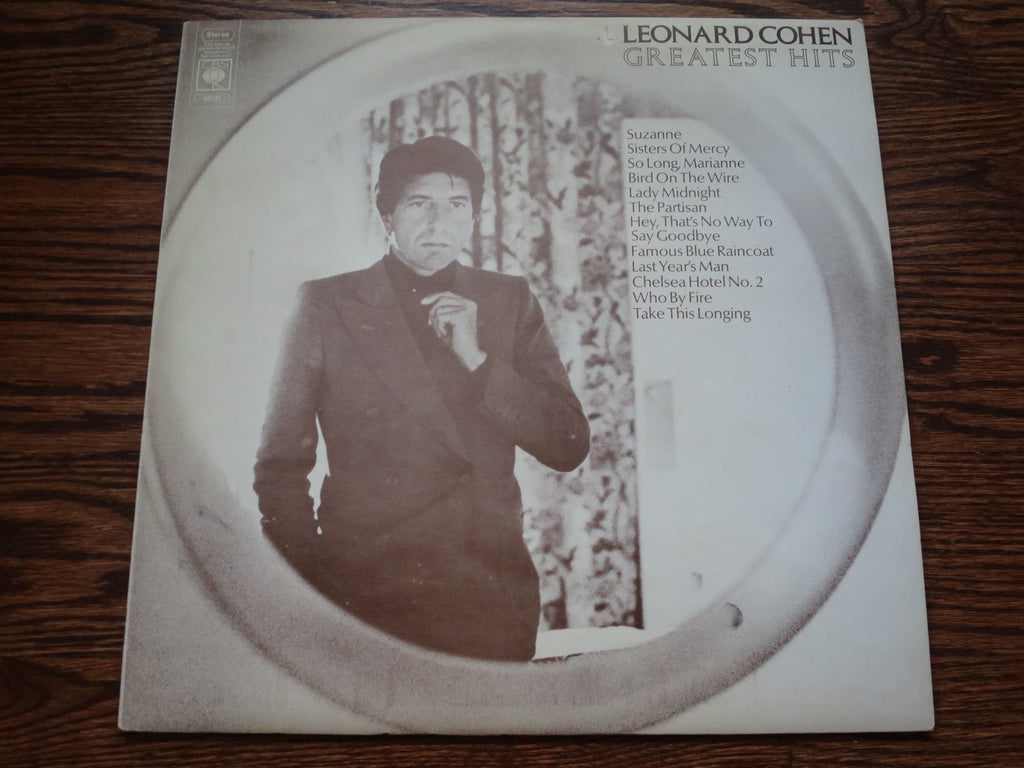 Stereo
CBS
LEONARD COHEN
GREATEST HITS
Suzanne
Sisters Of Mercy
So Long, Marianne
Bird On The Wire
Lady Midnight
The Partisan
Hey, That's No Way To
Say Goodbye
Famous Blue Raincoat
Last Year's Man
Chelsea Hotel No. 2
Who By Fire
Take This Longing